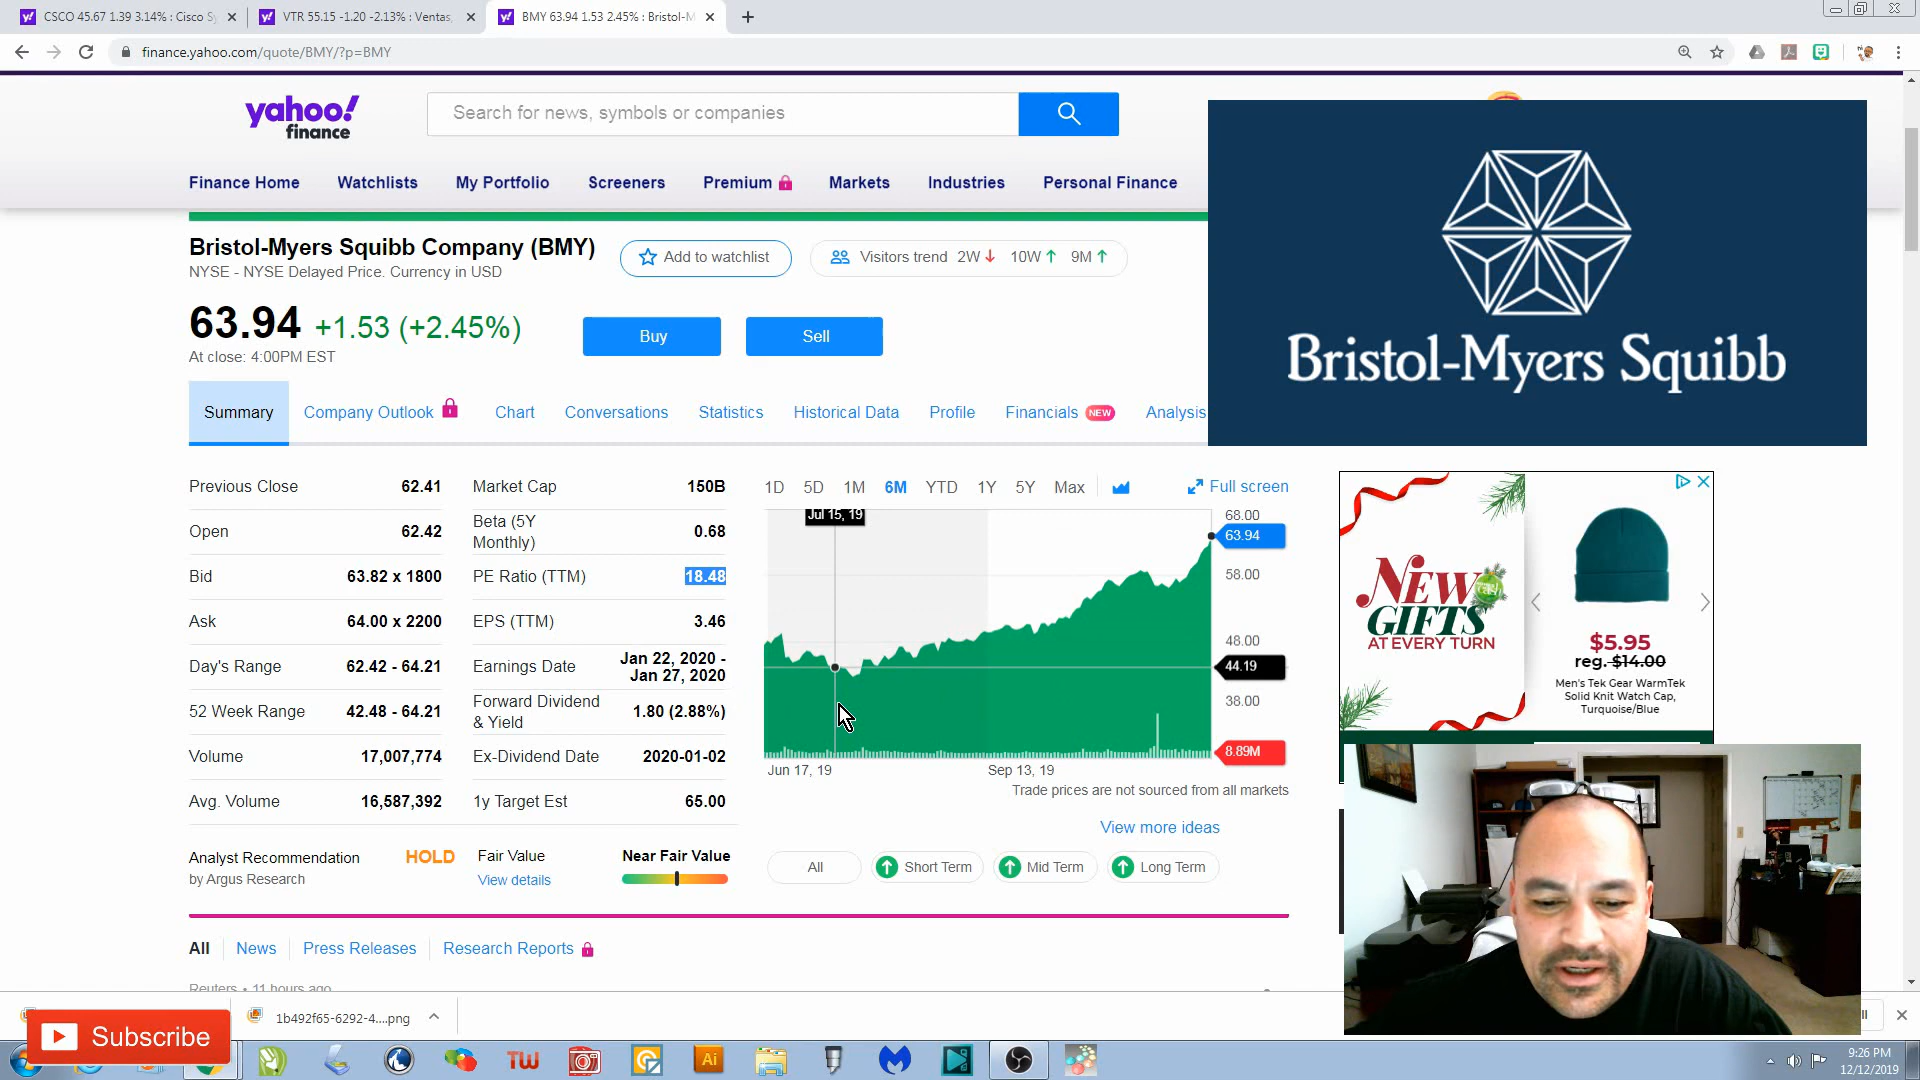 CSCO 45.67 1.39 3.14% : Cisco Sy
VTR 55.15 -1.20 -2.13% : Ventas,
BMY 63.94 1.53 2.45% : Bristol-M
finance.yahoo.com/quote/BMY/?p=BMY
yahoo!
finance
Search for news, symbols or companies
Finance Home Watchlists My Portfolio Screeners Premium Markets Industries Personal Finance
Bristol-Myers Squibb
Bristol-Myers Squibb Company (BMY)
NYSE - NYSE Delayed Price. Currency in USD
Add to watchlist
Visitors trend 2W 10W 9M
63.94 +1.53 (+2.45%)
At close: 4:00PM EST
Buy
Sell
Summary Company Outlook Chart Conversations Statistics Historical Data Profile Financials NEW Analysis
Previous Close 62.41
Open 62.42
Bid 63.82 x 1800
Ask 64.00 x 2200
Day's Range 62.42 - 64.21
52 Week Range 42.48 - 64.21
Volume 17,007,774
Avg. Volume 16,587,392
Market Cap 150B
Beta (5Y
Monthly) 0.68
PE Ratio (TTM) 18.48
EPS (TTM) 3.46
Earnings Date Jan 22, 2020 -
Jan 27, 2020
Forward Dividend
& Yield 1.80 (2.88%)
Ex-Dividend Date 2020-01-02
1y Target Est 65.00
1D 5D 1M 6M YTD 1Y 5Y Max
Full screen
Jul 15, 19
68.00
63.94
58.00
48.00
44.19
38.00
8.89M
Jun 17, 19 Sep 13, 19
Trade prices are not sourced from all markets
View more ideas
Analyst Recommendation HOLD
by Argus Research
Fair Value Near Fair Value
View details
All Short Term Mid Term Long Term
NEW
GIFTS
AT EVERY TURN
$5.95
reg. $14.00
Men's Tek Gear WarmTek
Solid Knit Watch Cap,
Turquoise/Blue
All News Press Releases Research Reports
Reuters • 11 hours ago
1b492f65-6292-4....png
Subscribe
TW
Ai
9:26 PM
12/12/2019